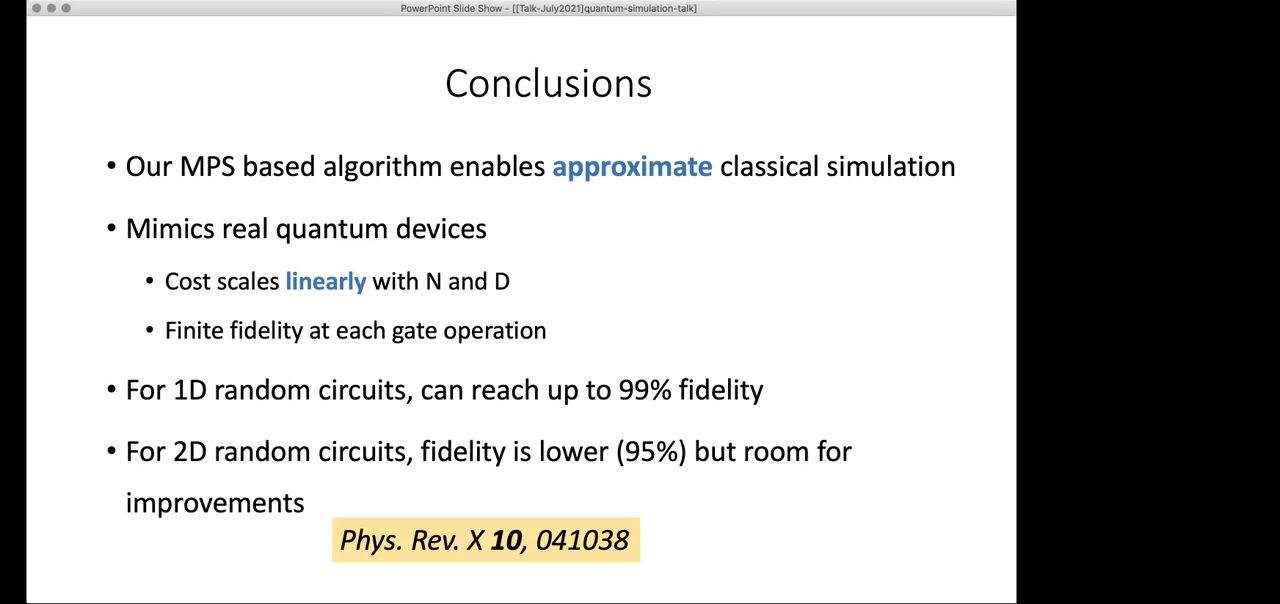 PowerPoint Slide Show - [[Talk-July2021]quantum-simulation-talk]
Conclusions
• Our MPS based algorithm enables approximate classical simulation
• Mimics real quantum devices
• Cost scales linearly with N and D
• Finite fidelity at each gate operation
• For 1D random circuits, can reach up to 99% fidelity
• For 2D random circuits, fidelity is lower (95%) but room for
improvements
Phys. Rev. X 10, 041038